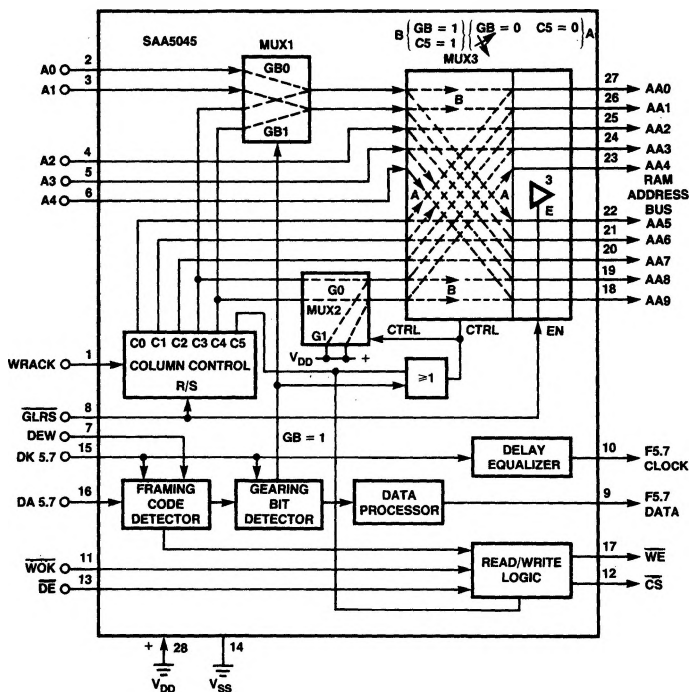 SAA5045
MUX1
B { GB = 1 C5 = 1 } { GB = 0 C5 = 0 } A
MUX3
A0 2
A1 3
GB0
GB1
A2 4
A3 5
A4 6
B
A
A
B
3
E
27 AA0
26 AA1
25 AA2
24 AA3
23 AA4
RAM
ADDRESS
BUS
22 AA5
21 AA6
20 AA7
19 AA8
18 AA9
G0
MUX2
G1
VDD +
CTRL
CTRL
EN
C0 C1 C2 C3 C4 C5
COLUMN CONTROL
R/S
WRACK 1
≥1
GLRS 8
DEW 7
DK 5.7 15
GB = 1
DELAY
EQUALIZER
10 F5.7
CLOCK
DA 5.7 16
FRAMING
CODE
DETECTOR
GEARING
BIT
DETECTOR
DATA
PROCESSOR
9 F5.7
DATA
WOK 11
DE 13
READ/WRITE
LOGIC
17 WE
12 CS
+ 28
VDD
14
VSS